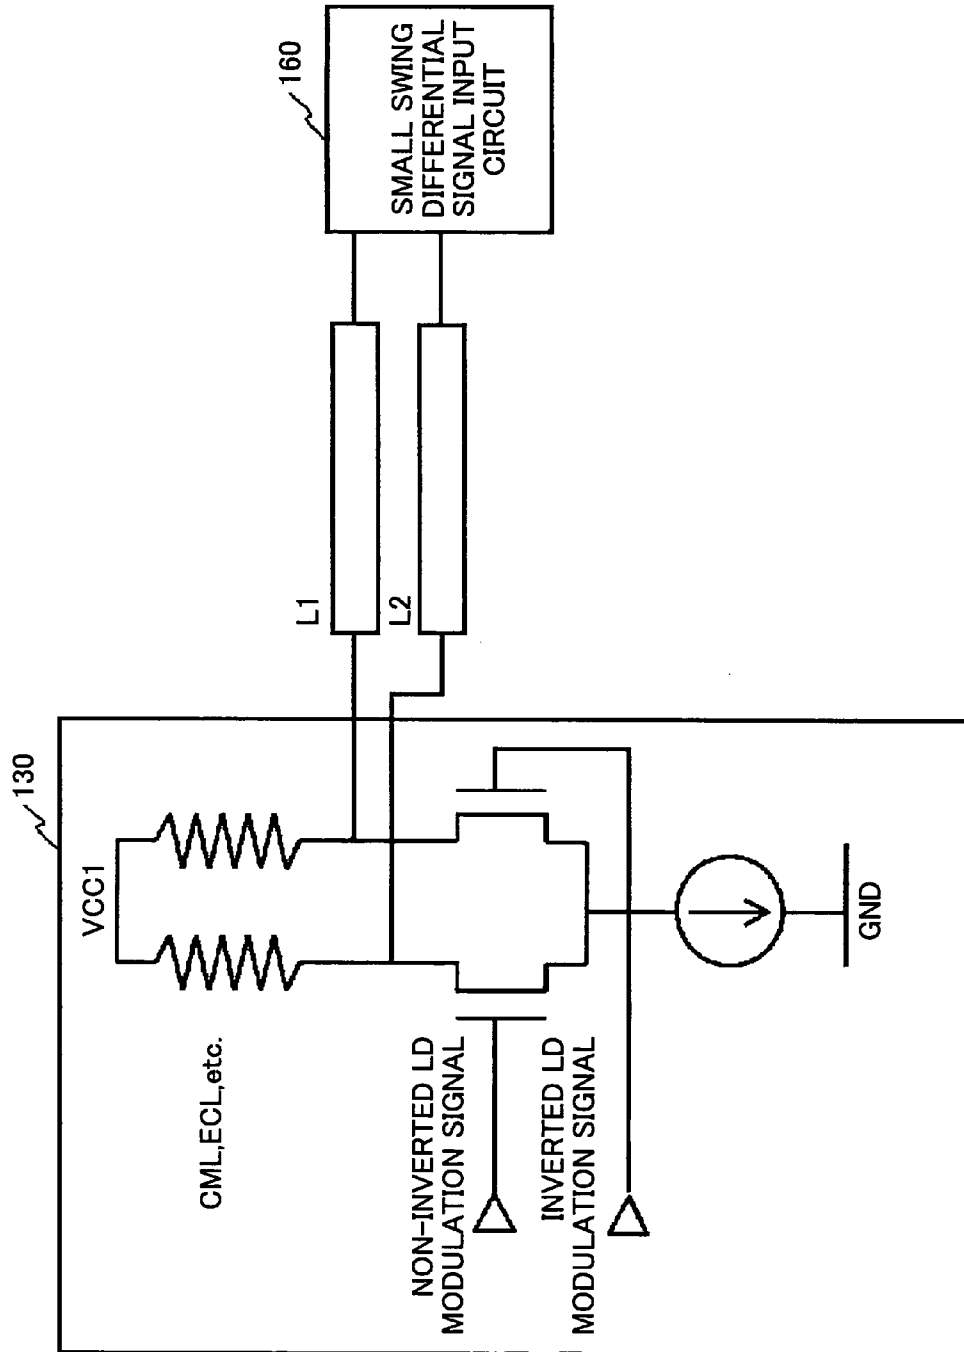 130
VCC1
CML,ECL,etc.
NON-INVERTED LD
MODULATION SIGNAL
INVERTED LD
MODULATION SIGNAL
GND
L1
L2
160
SMALL SWING
DIFFERENTIAL
SIGNAL INPUT
CIRCUIT